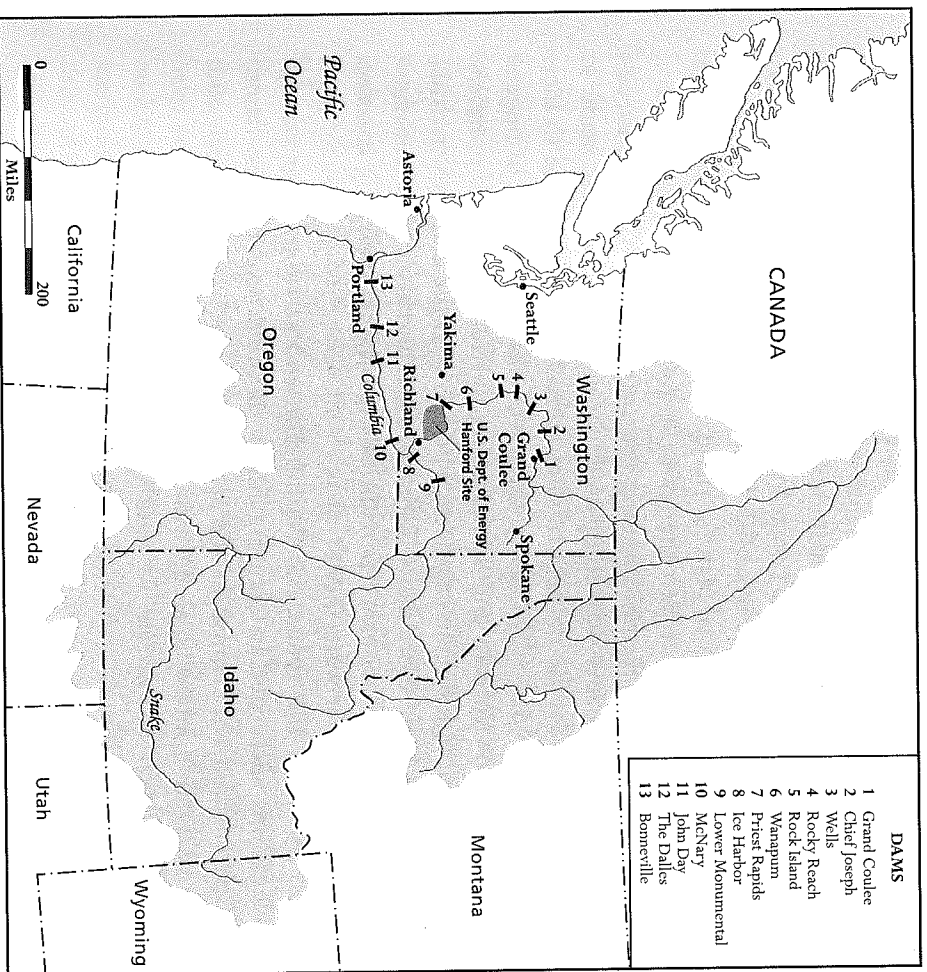 CANADA
DAMS
1 Grand Coulee
2 Chief Joseph
3 Wells
4 Rocky Reach
5 Rock Island
6 Wanapum
7 Priest Rapids
8 Ice Harbor
9 Lower Monumental
10 McNary
11 John Day
12 The Dalles
13 Bonneville
Seattle
Washington
1
2
3
4
5
6
7
Grand
Coulee
Spokane
Yakima
U.S. Dept. of Energy
Hanford Site
Richland
8
9
10
Columbia
11
12
13
Portland
Astoria
Pacific
Ocean
Montana
Oregon
Idaho
Snake
Wyoming
California
Nevada
Utah
0
200
Miles